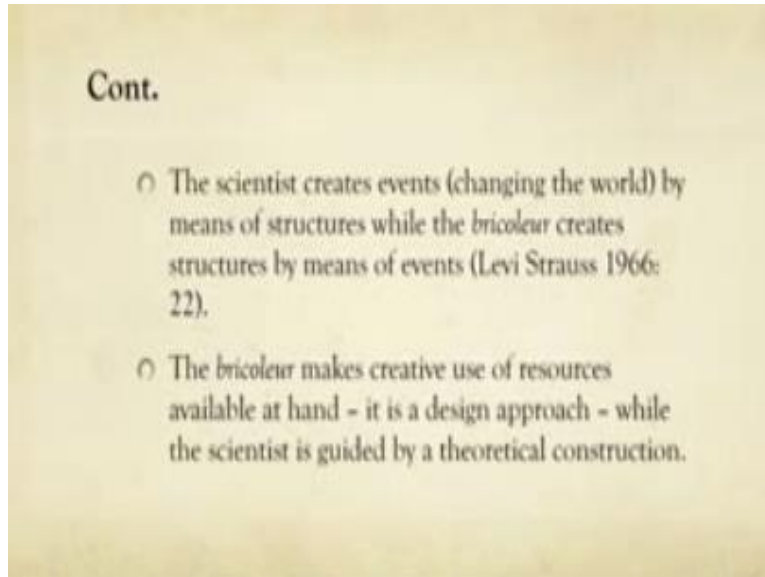 Cont.
The scientist creates events (changing the world) by
means of structures while the bricoleur creates
structures by means of events (Levi Strauss 1966:
22).
The bricoleur makes creative use of resources
available at hand – it is a design approach – while
the scientist is guided by a theoretical construction.